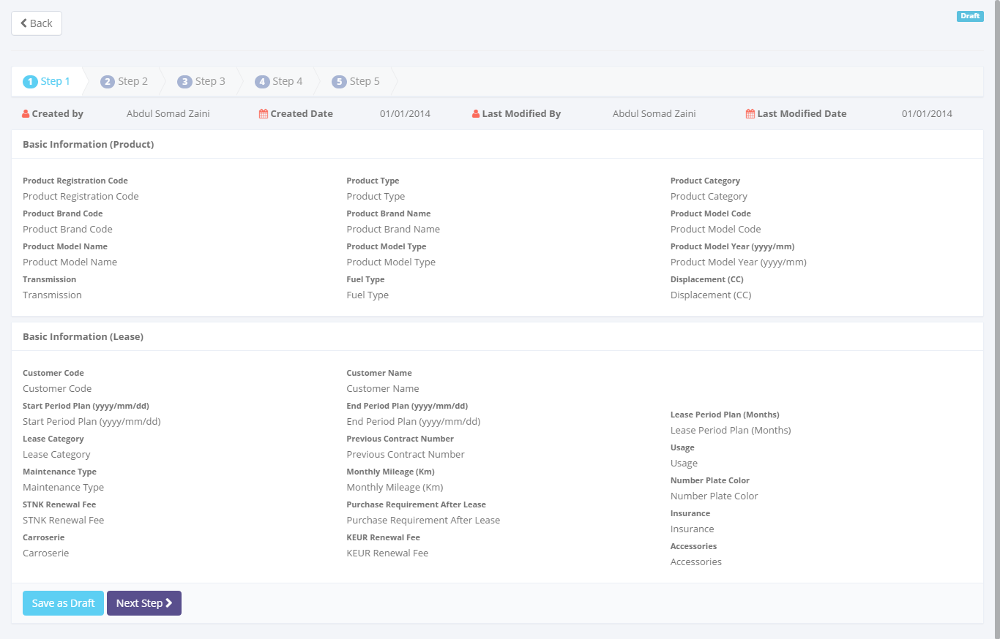 Back
Draft
1 Step 1 2 Step 2 3 Step 3 4 Step 4 5 Step 5
Created by Abdul Somad Zaini Created Date 01/01/2014 Last Modified By Abdul Somad Zaini Last Modified Date 01/01/2014
Basic Information (Product)
Product Registration Code Product Type Product Category
Product Registration Code Product Type Product Category
Product Brand Code Product Brand Name Product Model Code
Product Brand Code Product Brand Name Product Model Code
Product Model Name Product Model Type Product Model Year (yyyy/mm)
Product Model Name Product Model Type Product Model Year (yyyy/mm)
Transmission Fuel Type Displacement (CC)
Transmission Fuel Type Displacement (CC)
Basic Information (Lease)
Customer Code Customer Name
Customer Code Customer Name
Start Period Plan (yyyy/mm/dd) End Period Plan (yyyy/mm/dd)
Lease Period Plan (Months)
Start Period Plan (yyyy/mm/dd) End Period Plan (yyyy/mm/dd)
Lease Period Plan (Months)
Lease Category Previous Contract Number
Usage
Lease Category Previous Contract Number
Usage
Maintenance Type Monthly Mileage (Km)
Number Plate Color
Maintenance Type Monthly Mileage (Km)
Number Plate Color
STNK Renewal Fee Purchase Requirement After Lease
Insurance
STNK Renewal Fee Purchase Requirement After Lease
Insurance
Carroserie KEUR Renewal Fee
Accessories
Carroserie KEUR Renewal Fee
Accessories
Save as Draft Next Step